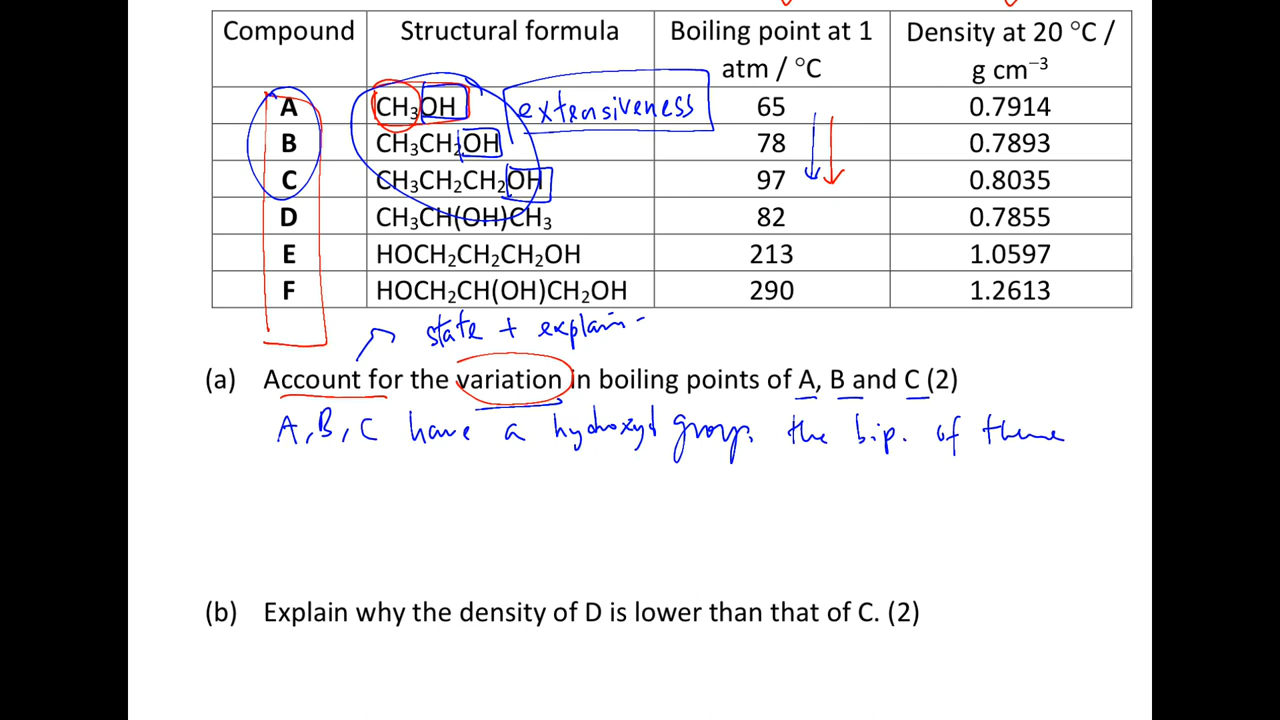 Compound Structural formula Boiling point at 1 atm / °C Density at 20 °C / g cm⁻³
A CH₃OH extensiveness 65 0.7914
B CH₃CH₂OH 78 0.7893
C CH₃CH₂CH₂OH 97 0.8035
D CH₃CH(OH)CH₃ 82 0.7855
E HOCH₂CH₂CH₂OH 213 1.0597
F HOCH₂CH(OH)CH₂OH 290 1.2613
state + explain
(a) Account for the variation in boiling points of A, B and C (2)
A, B, C have a hydroxyl group. the b.p. of
(b) Explain why the density of D is lower than that of C. (2)